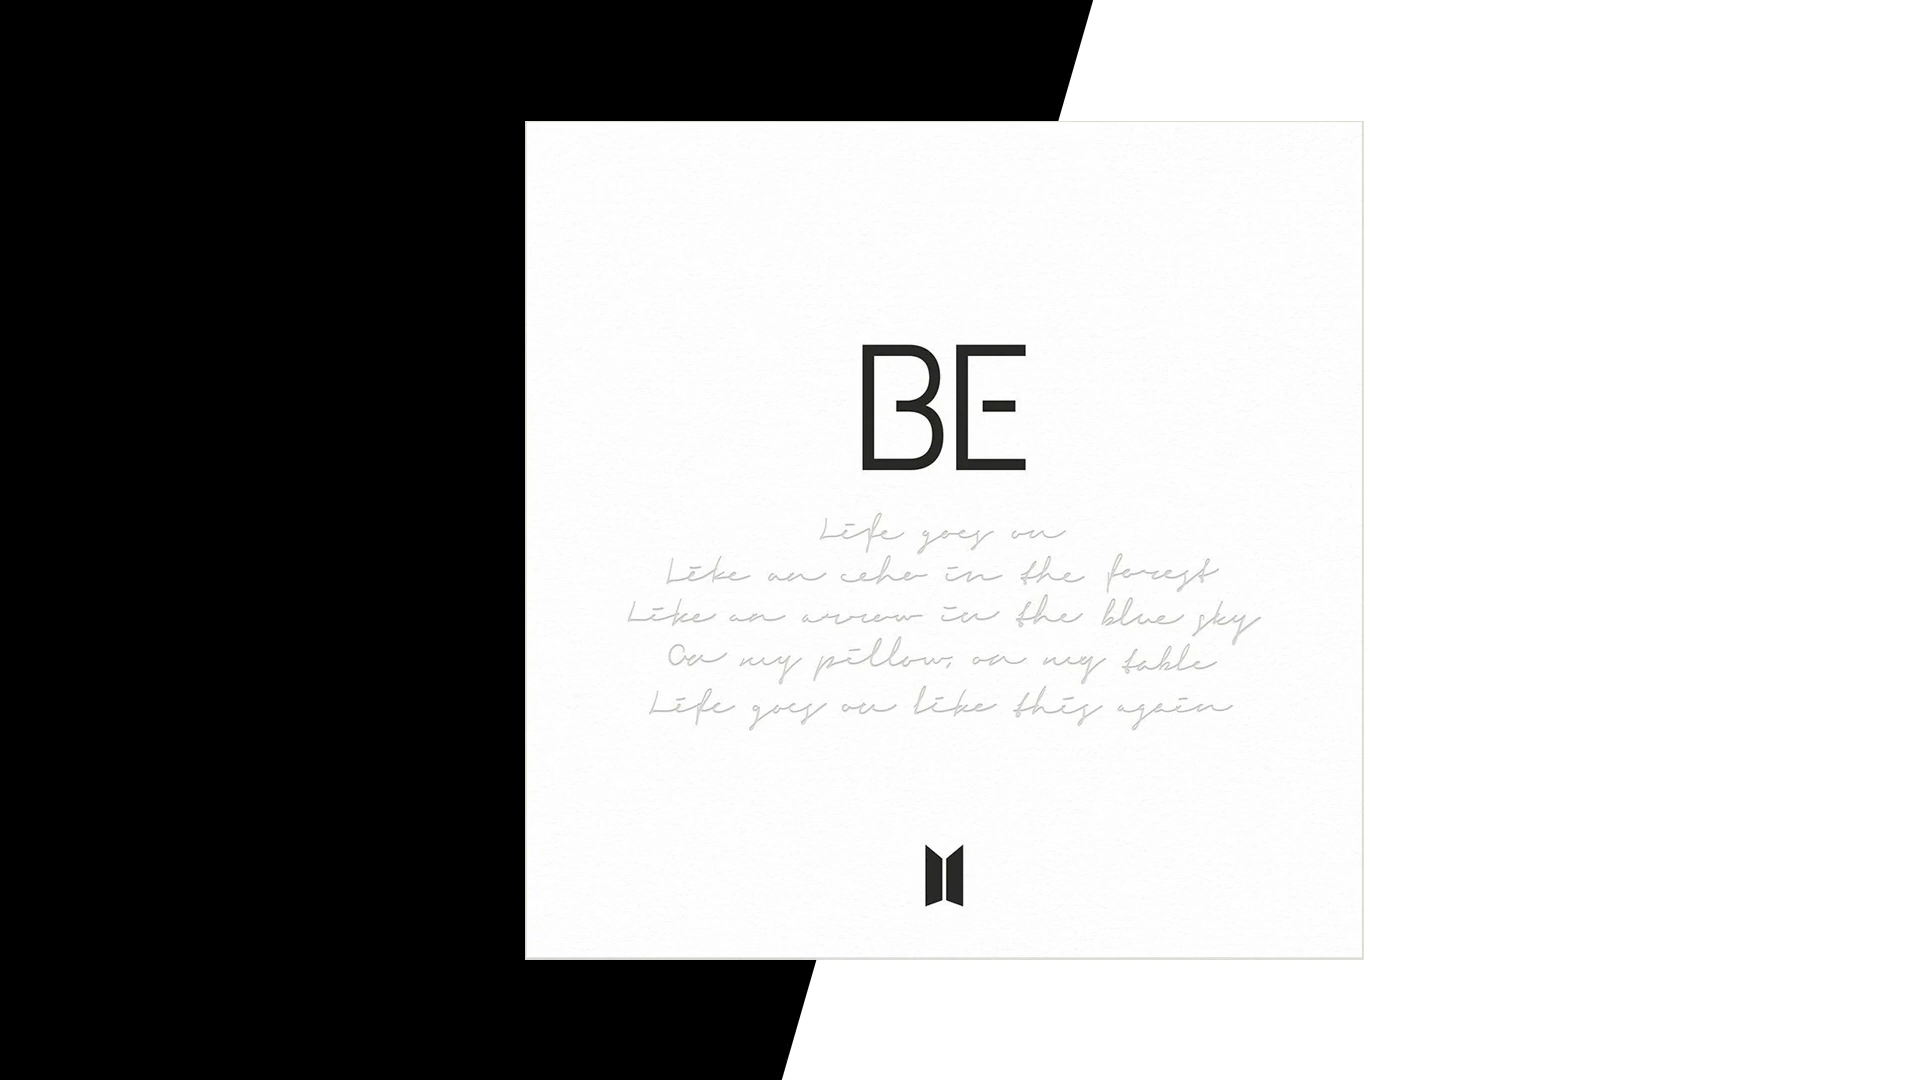 BE
Life goes on
Like an echo in the forest
Like an arrow in the blue sky
On my pillow, on my table
Life goes on like this again